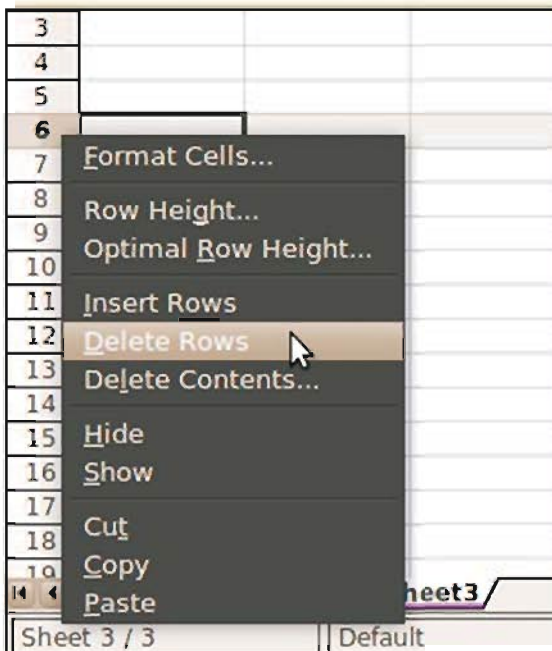 3
4
5
6
7
Format Cells...
8
Row Height...
9
Optimal Row Height...
10
11
Insert Rows
12
Delete Rows
13
Delete Contents...
14
15
Hide
16
Show
17
Cut
18
Copy
19
heet3
Paste
Sheet 3 / 3
Default